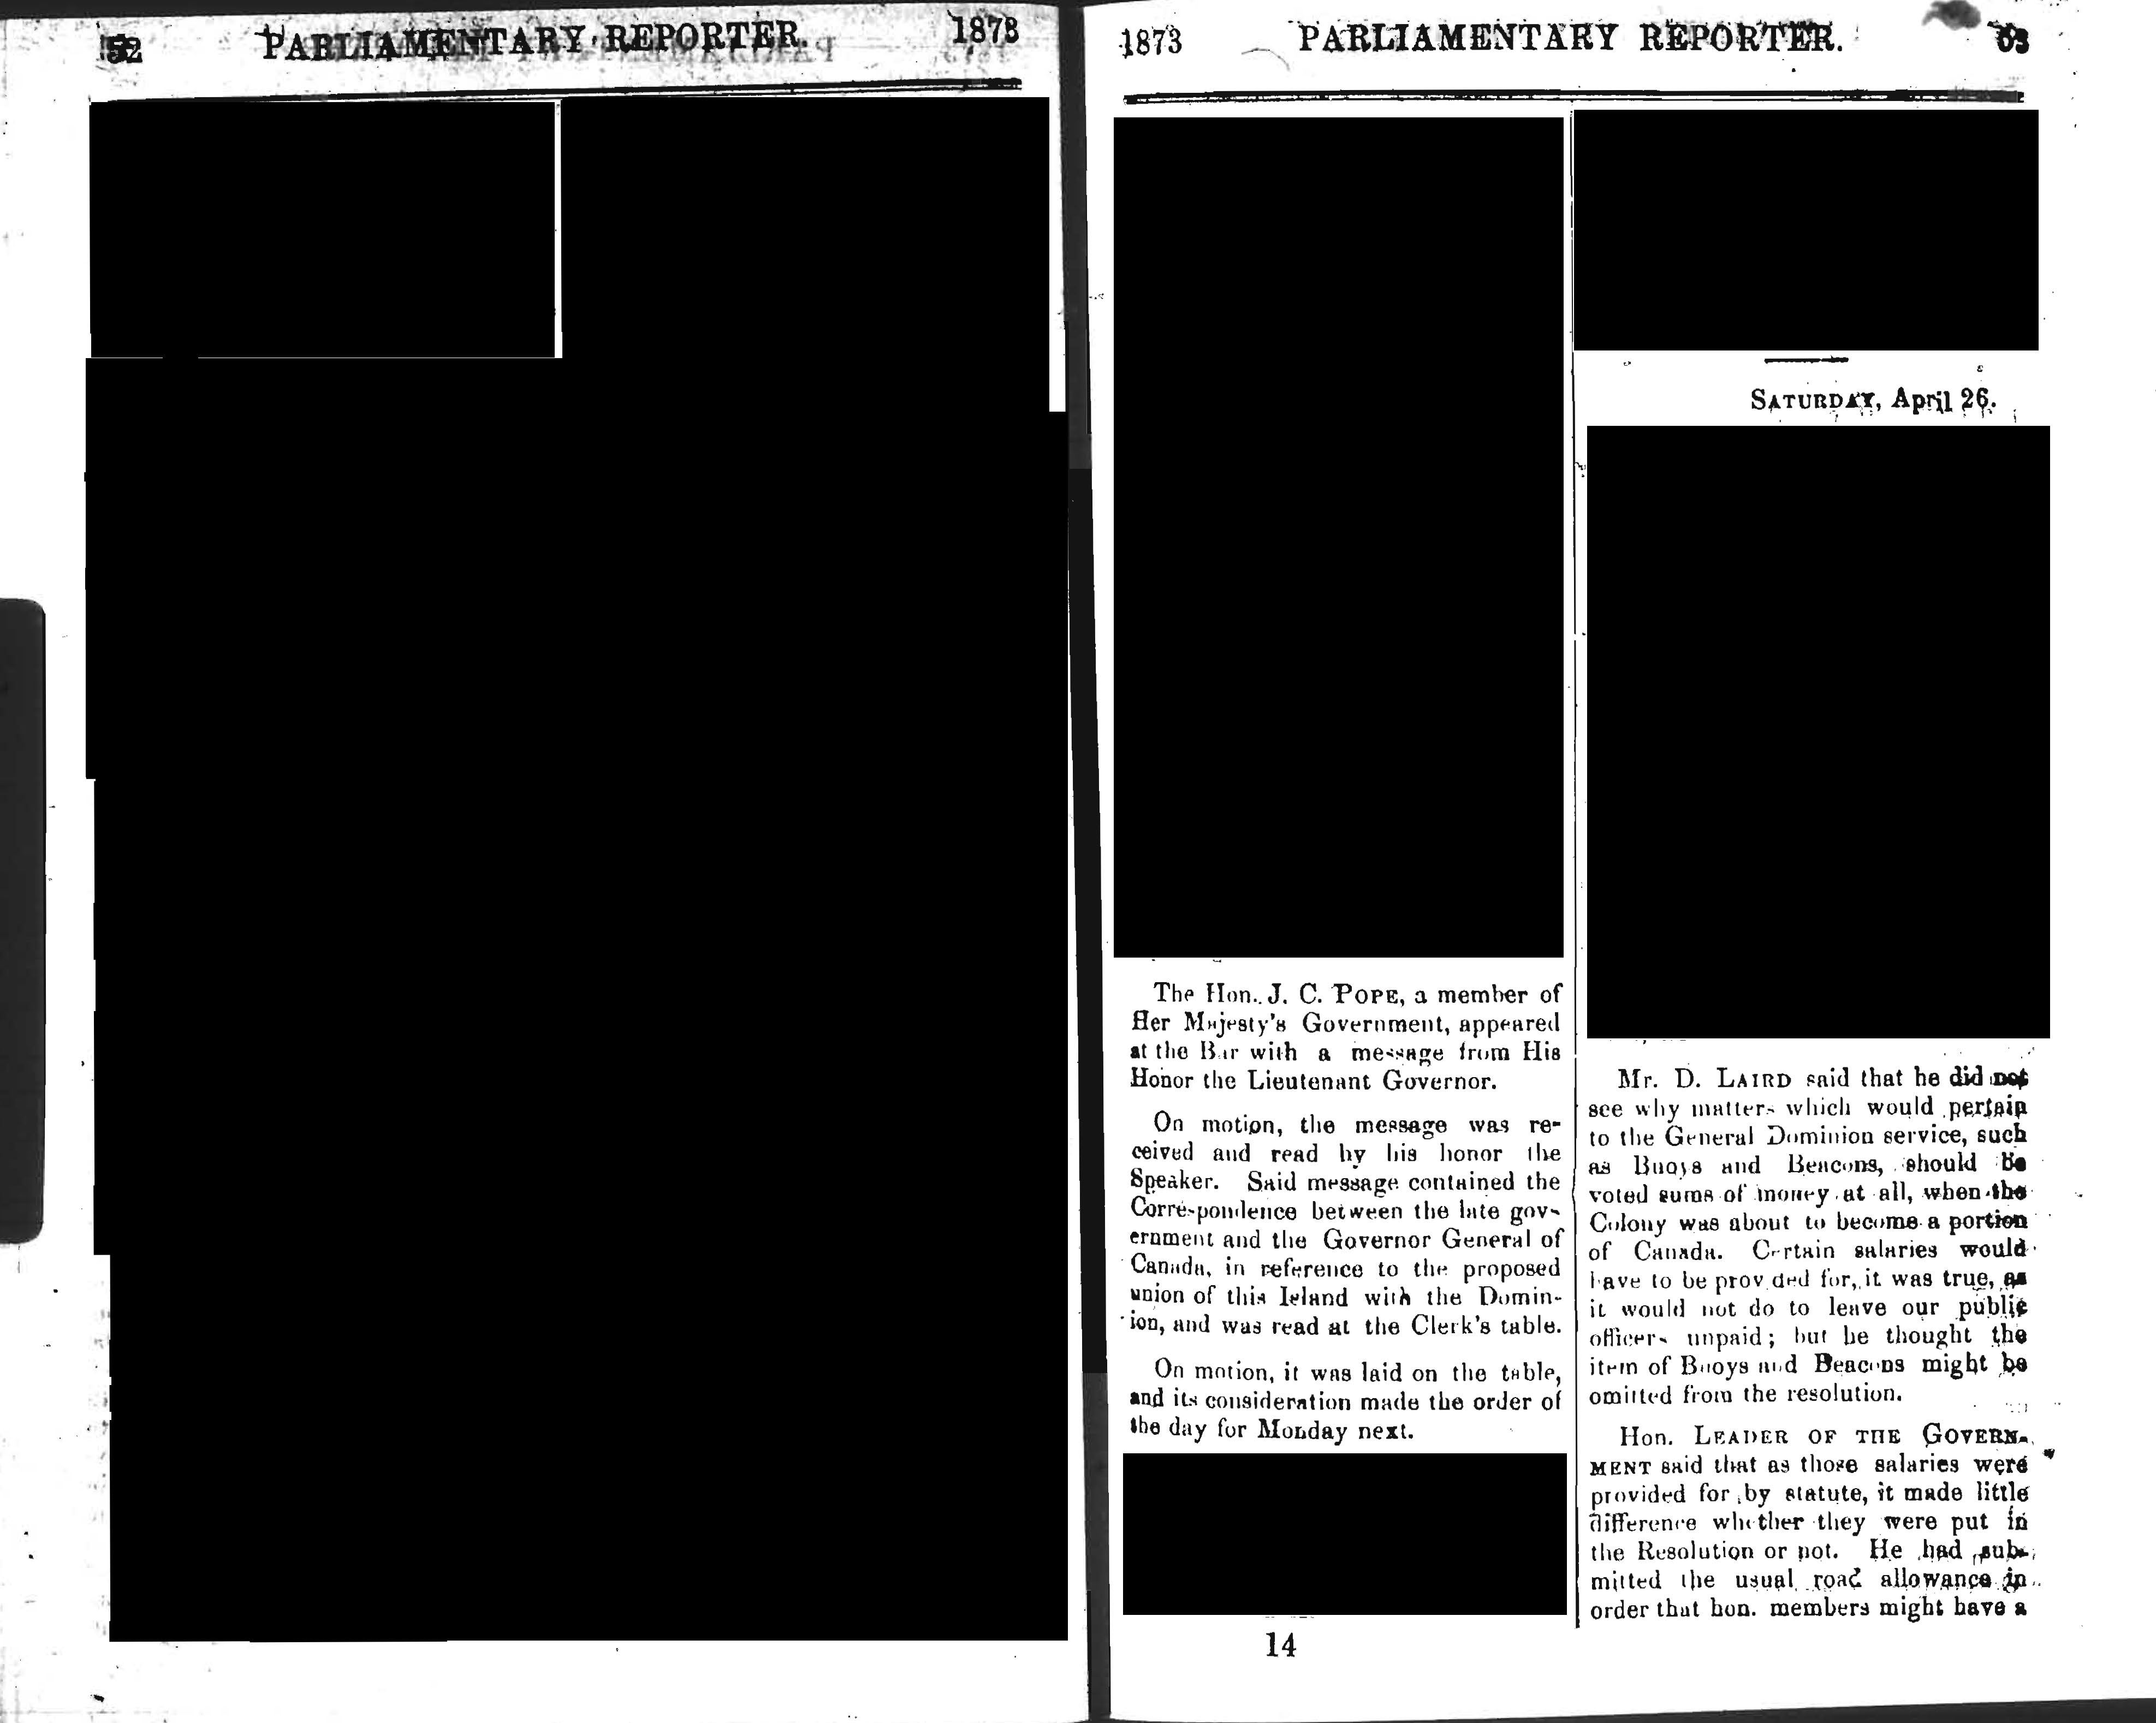 52 PARLIAMENTARY REPORTER. 1873
1873 PARLIAMENTARY REPORTER. 53
The Hon. J. C. POPE, a member of
Her Majesty's Government, appeared
at the Bar with a message from His
Honor the Lieutenant Governor.
On motion, the message was re-
ceived and read by his honor the
Speaker. Said message contained the
Correspondence between the late gov-
ernment and the Governor General of
Canada, in reference to the proposed
union of this Island with the Domin-
ion, and was read at the Clerk's table.
On motion, it was laid on the table,
and its consideration made the order of
the day for Monday next.
14
SATURDAY, April 26.
Mr. D. LAIRD said that he did not
see why matters which would pertain
to the General Dominion service, such
as Buoys and Beacons, should be
voted sums of money at all, when the
Colony was about to become a portion
of Canada. Certain salaries would
have to be provided for, it was true, as
it would not do to leave our public
officers unpaid; but he thought the
item of Buoys and Beacons might be
omitted from the resolution.
Hon. LEADER OF THE GOVERN-
MENT said that as those salaries were
provided for by statute, it made little
difference whether they were put in
the Resolution or not. He had sub-
mitted the usual road allowance in
order that hon. members might have a